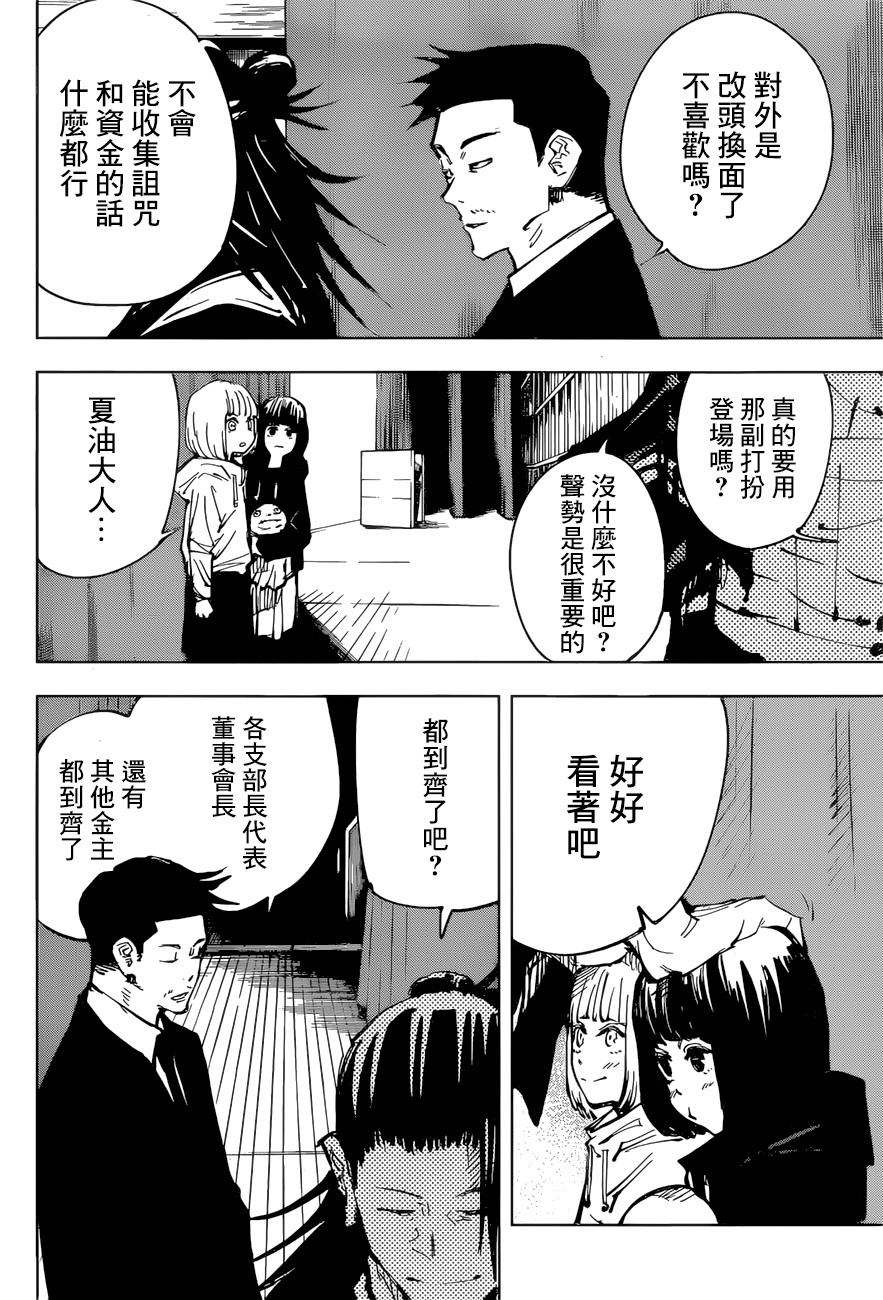 對外是
改頭換面了
不喜歡嗎？
不會
能收集詛咒
和資金的話
什麼都行
真的要用
那副打扮
登場嗎？
沒什麼不好吧？
聲勢是很重要的
夏油大人…
好好
看著吧
都到齊了吧？
各支部長代表
董事會長
還有
其他金主
都到齊了